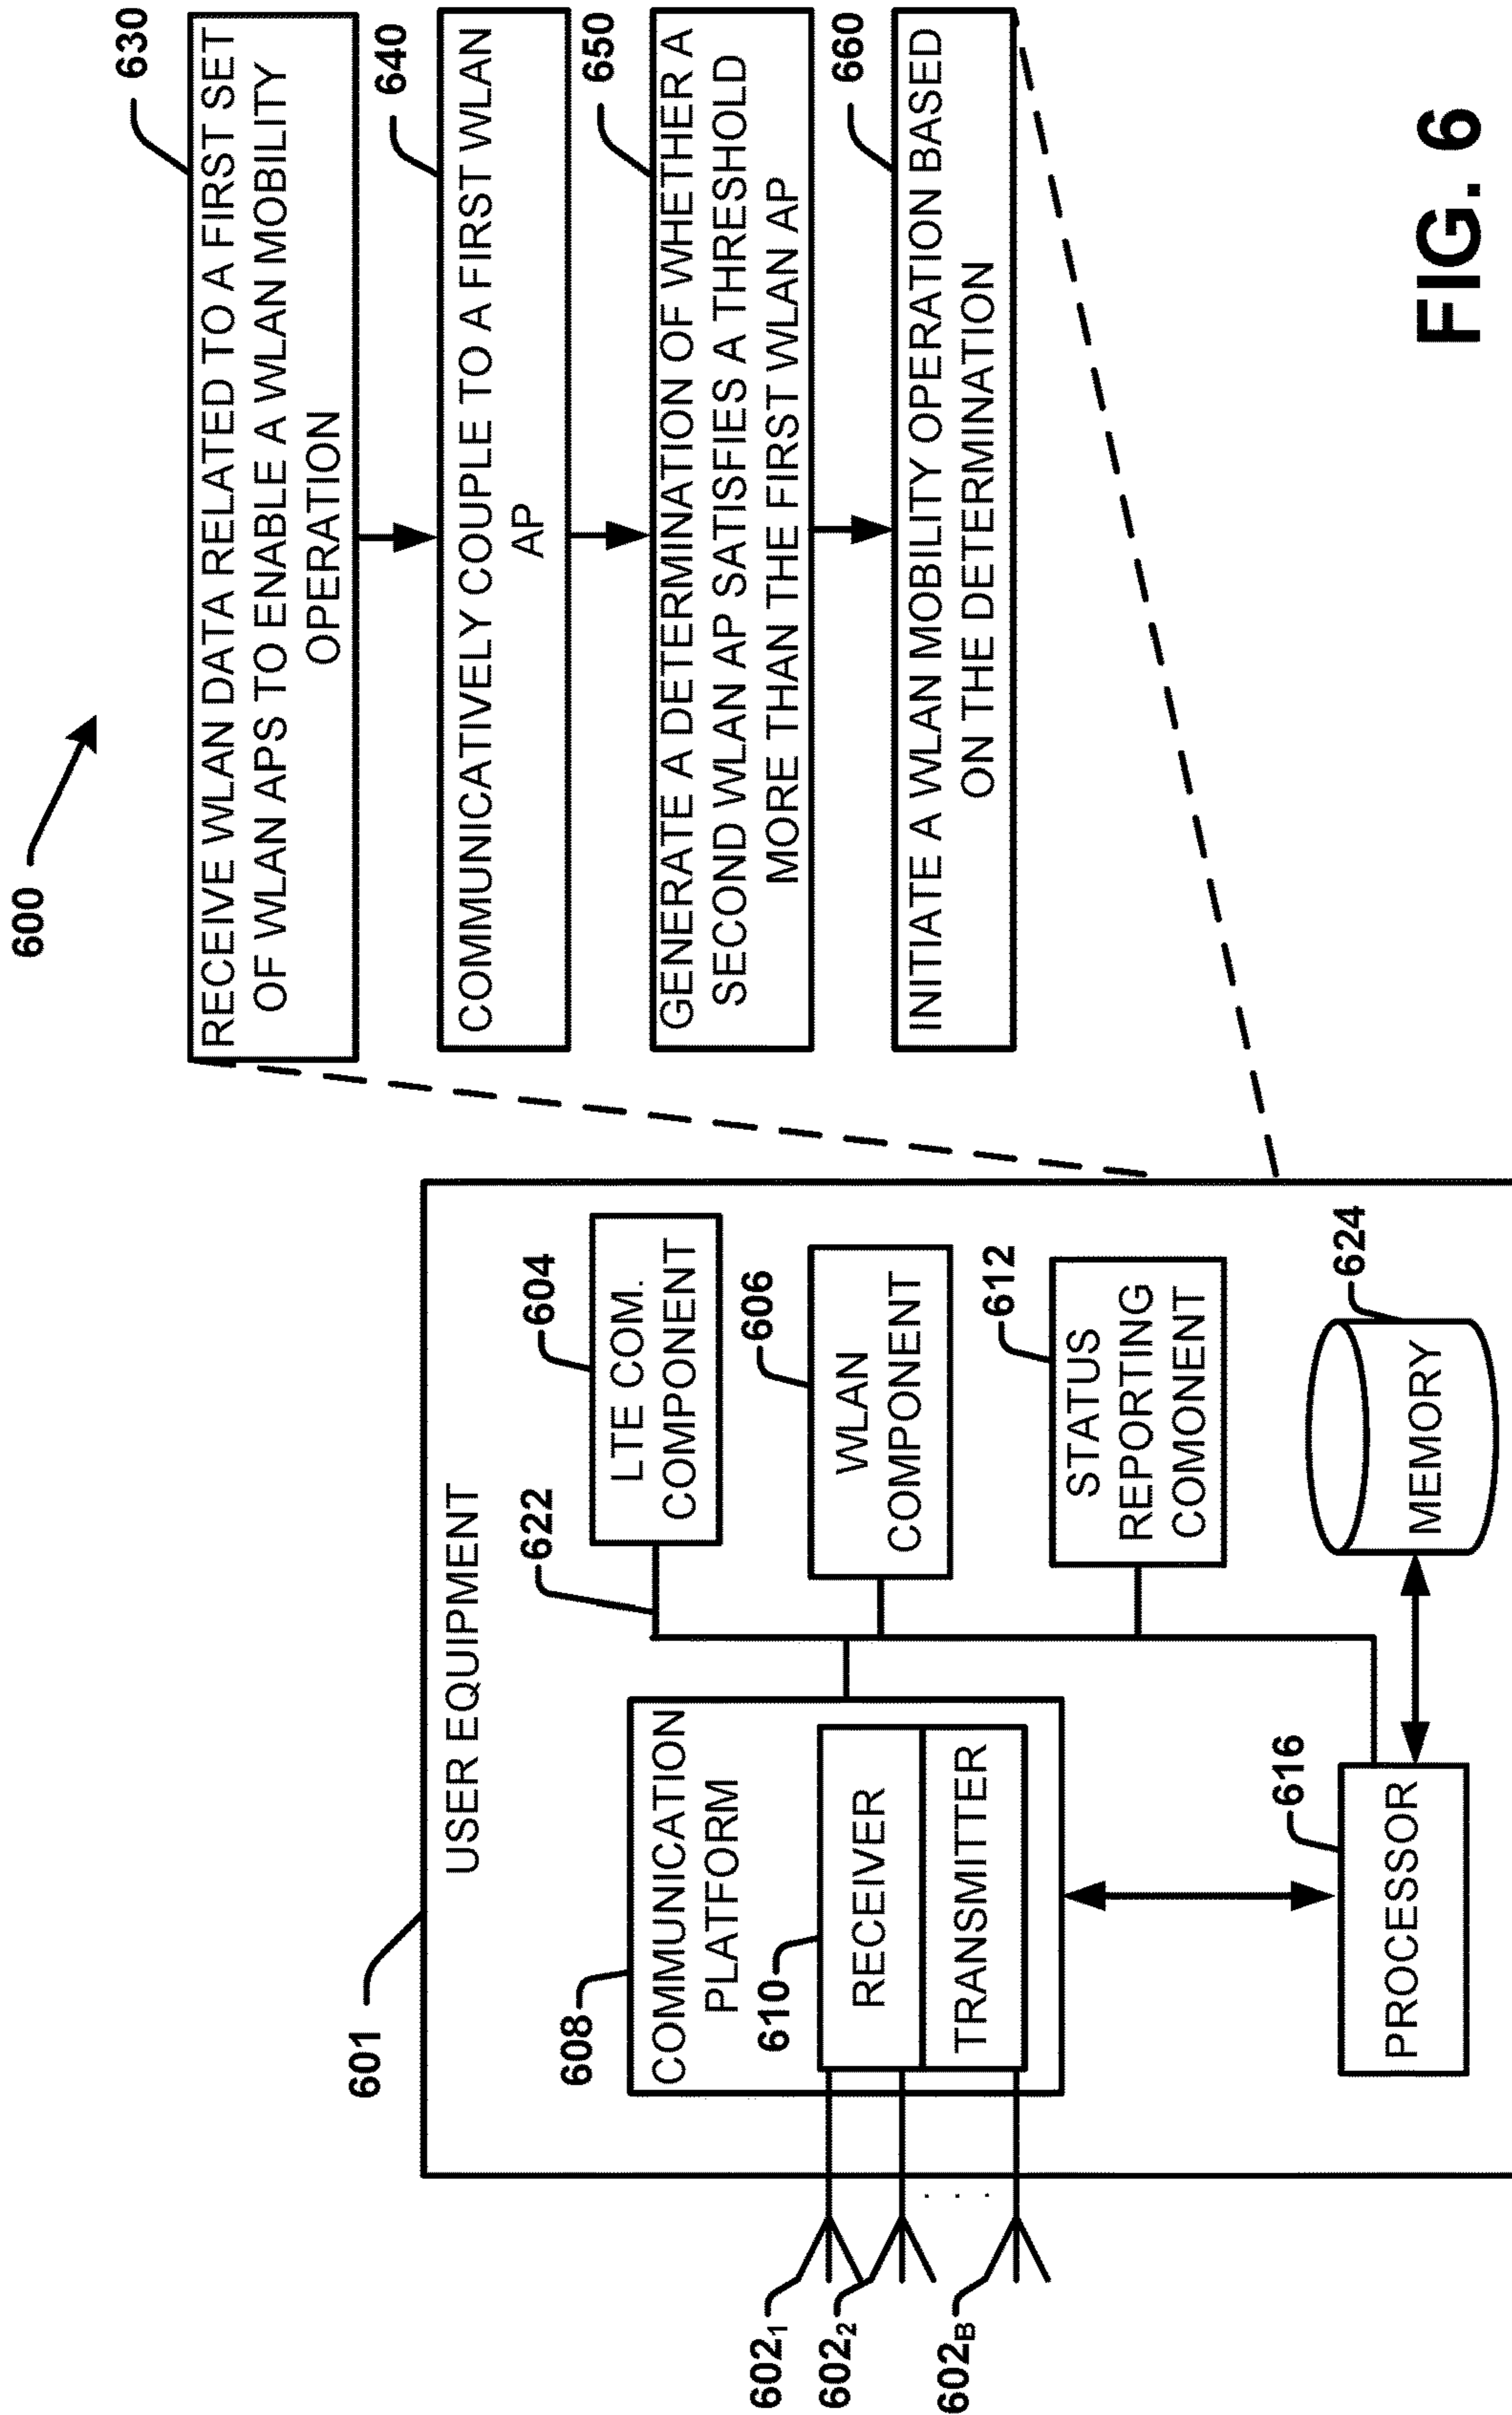 600
601
USER EQUIPMENT
608
COMMUNICATION
PLATFORM
610
RECEIVER
TRANSMITTER
602₁
602₂
. . .
602B
622
604
LTE COM.
COMPONENT
606
WLAN
COMPONENT
612
STATUS
REPORTING
COMONENT
616
PROCESSOR
624
MEMORY
630
RECEIVE WLAN DATA RELATED TO A FIRST SET
OF WLAN APS TO ENABLE A WLAN MOBILITY
OPERATION
640
COMMUNICATIVELY COUPLE TO A FIRST WLAN
AP
650
GENERATE A DETERMINATION OF WHETHER A
SECOND WLAN AP SATISFIES A THRESHOLD
MORE THAN THE FIRST WLAN AP
660
INITIATE A WLAN MOBILITY OPERATION BASED
ON THE DETERMINATION
FIG. 6